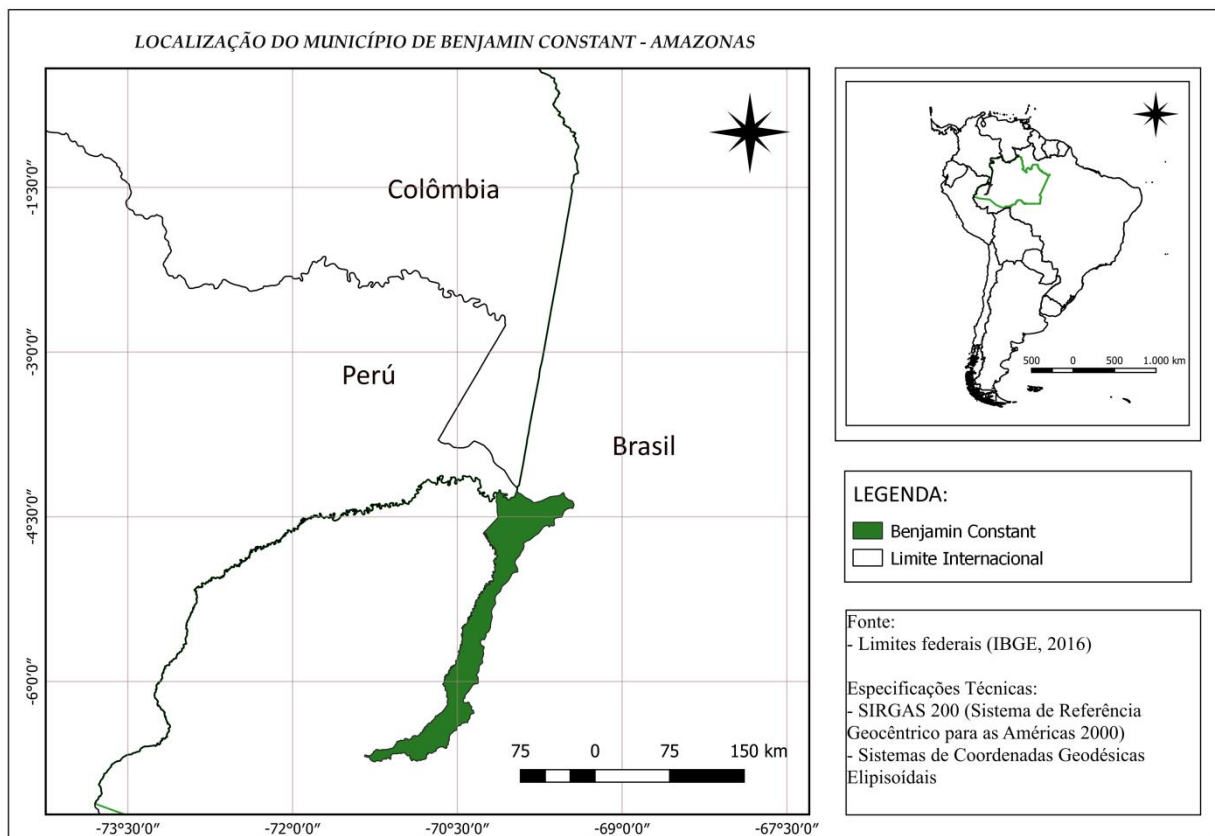 LOCALIZAÇÃO DO MUNICÍPIO DE BENJAMIN CONSTANT - AMAZONAS
Colômbia
Perú
Brasil
-1°30'0"
-3°0'0"
-4°30'0"
-6°0'0"
75 0 75 150 km
-73°30'0" -72°0'0" -70°30'0" -69°0'0" -67°30'0"
500 0 500 1.000 km
LEGENDA:
Benjamin Constant
Limite Internacional
Fonte:
- Limites federais (IBGE, 2016)
Especificações Técnicas:
- SIRGAS 200 (Sistema de Referência
Geocêntrico para as Américas 2000)
- Sistemas de Coordenadas Geodésicas
Elipisoídais